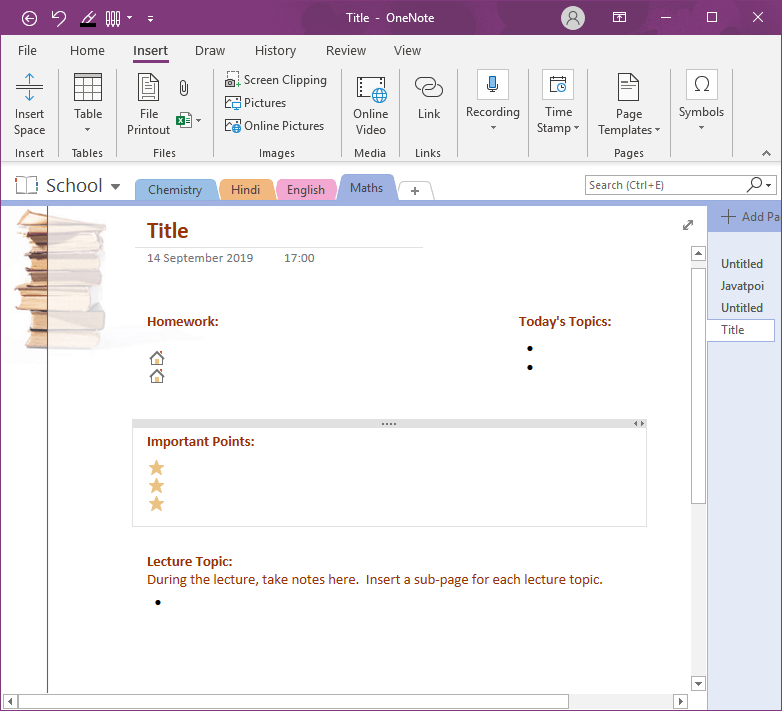 Title - OneNote
File Home Insert Draw History Review View
Insert Space
Table
File Printout
Screen Clipping
Pictures
Online Pictures
Online Video
Link
Recording
Time Stamp
Page Templates
Symbols
Insert Tables Files Images Media Links Pages
School Chemistry Hindi English Maths +
Search (Ctrl+E)
Title
14 September 2019 17:00
Homework: Today's Topics:
Important Points:
Lecture Topic:
During the lecture, take notes here. Insert a sub-page for each lecture topic.
Add Pa
Untitled
Javatpoi
Untitled
Title